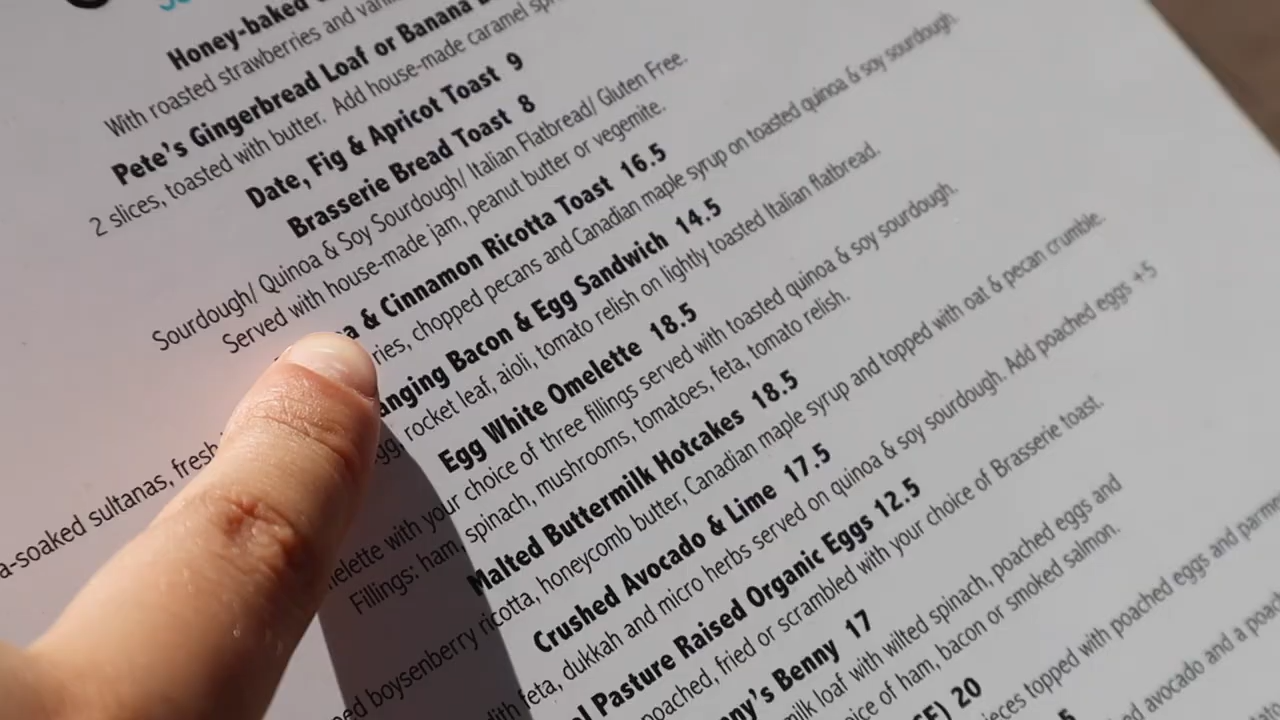 Honey-baked
With roasted strawberries and
Pete's Gingerbread Loaf or Banana
2 slices, toasted with butter. Add house-made caramel
Date, Fig & Apricot Toast 9
Brasserie Bread Toast 8
Sourdough/ Quinoa & Soy Sourdough/ Italian Flatbread/ Gluten Free.
Served with house-made jam, peanut butter or vegemite.
& Cinnamon Ricotta Toast 16.5
a-soaked sultanas, fresh ries, chopped pecans and Canadian maple syrup on toasted quinoa & soy sourdough.
anging Bacon & Egg Sandwich 14.5
gg, rocket leaf, aioli, tomato relish on lightly toasted Italian flatbred.
Egg White Omelette 18.5
elette with your choice of three fillings served with toasted quinoa & soy sourdough.
Fillings: ham, spinach, mushrooms, tomatoes, feta, tomato relish.
Malted Buttermilk Hotcakes 18.5
ed boysenberry ricotta, honeycomb butter, Canadian maple syrup and topped with oat & pecan crumble.
Crushed Avocado & Lime 17.5
ith feta, dukkah and micro herbs served on quinoa & soy sourdough. Add poached eggs +5
l Pasture Raised Organic Eggs 12.5
poached, fried or scrambled with your choice of Brasserie toast.
ny's Benny 17
milk loaf with wilted spinach, poached eggs and
ice of ham, bacon or smoked salmon.
20
ieces topped with poached eggs and
5
ed avocado and a